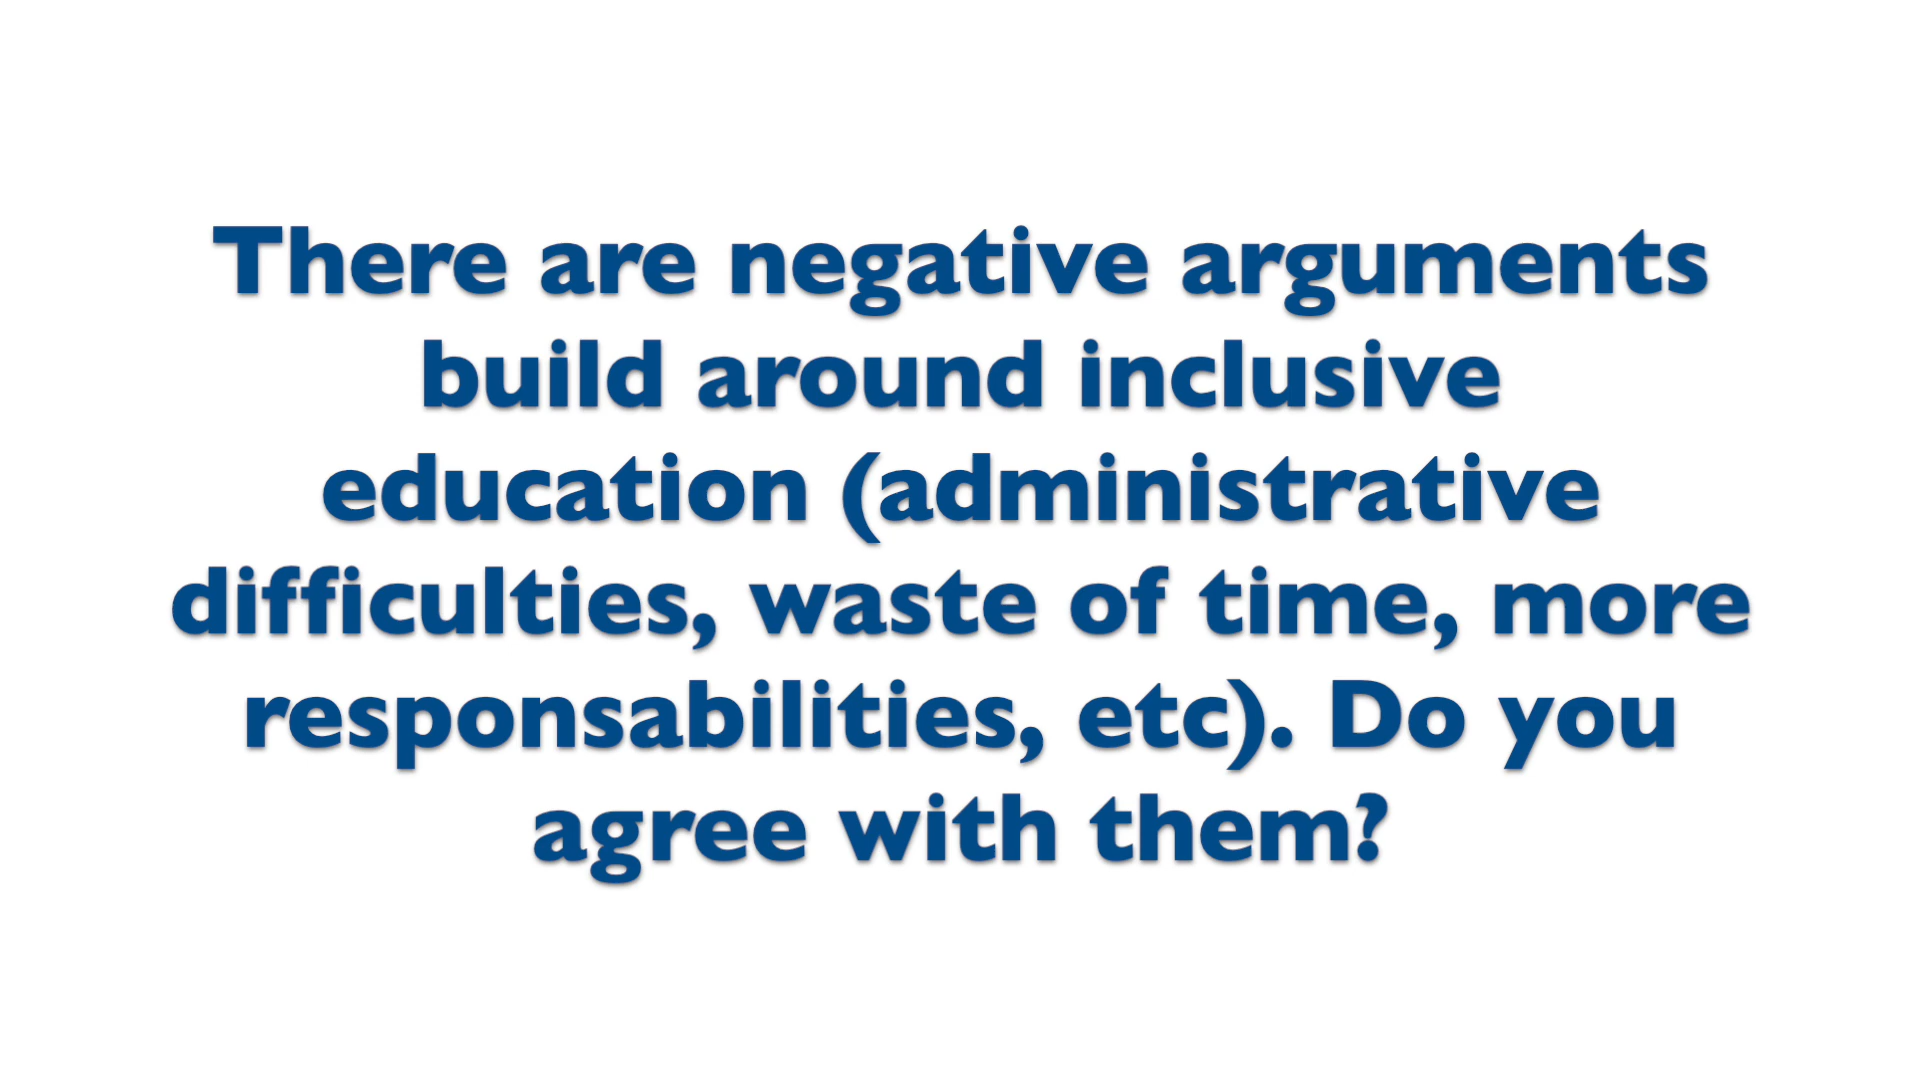 There are negative arguments
build around inclusive
education (administrative
difficulties, waste of time, more
responsabilities, etc). Do you
agree with them?